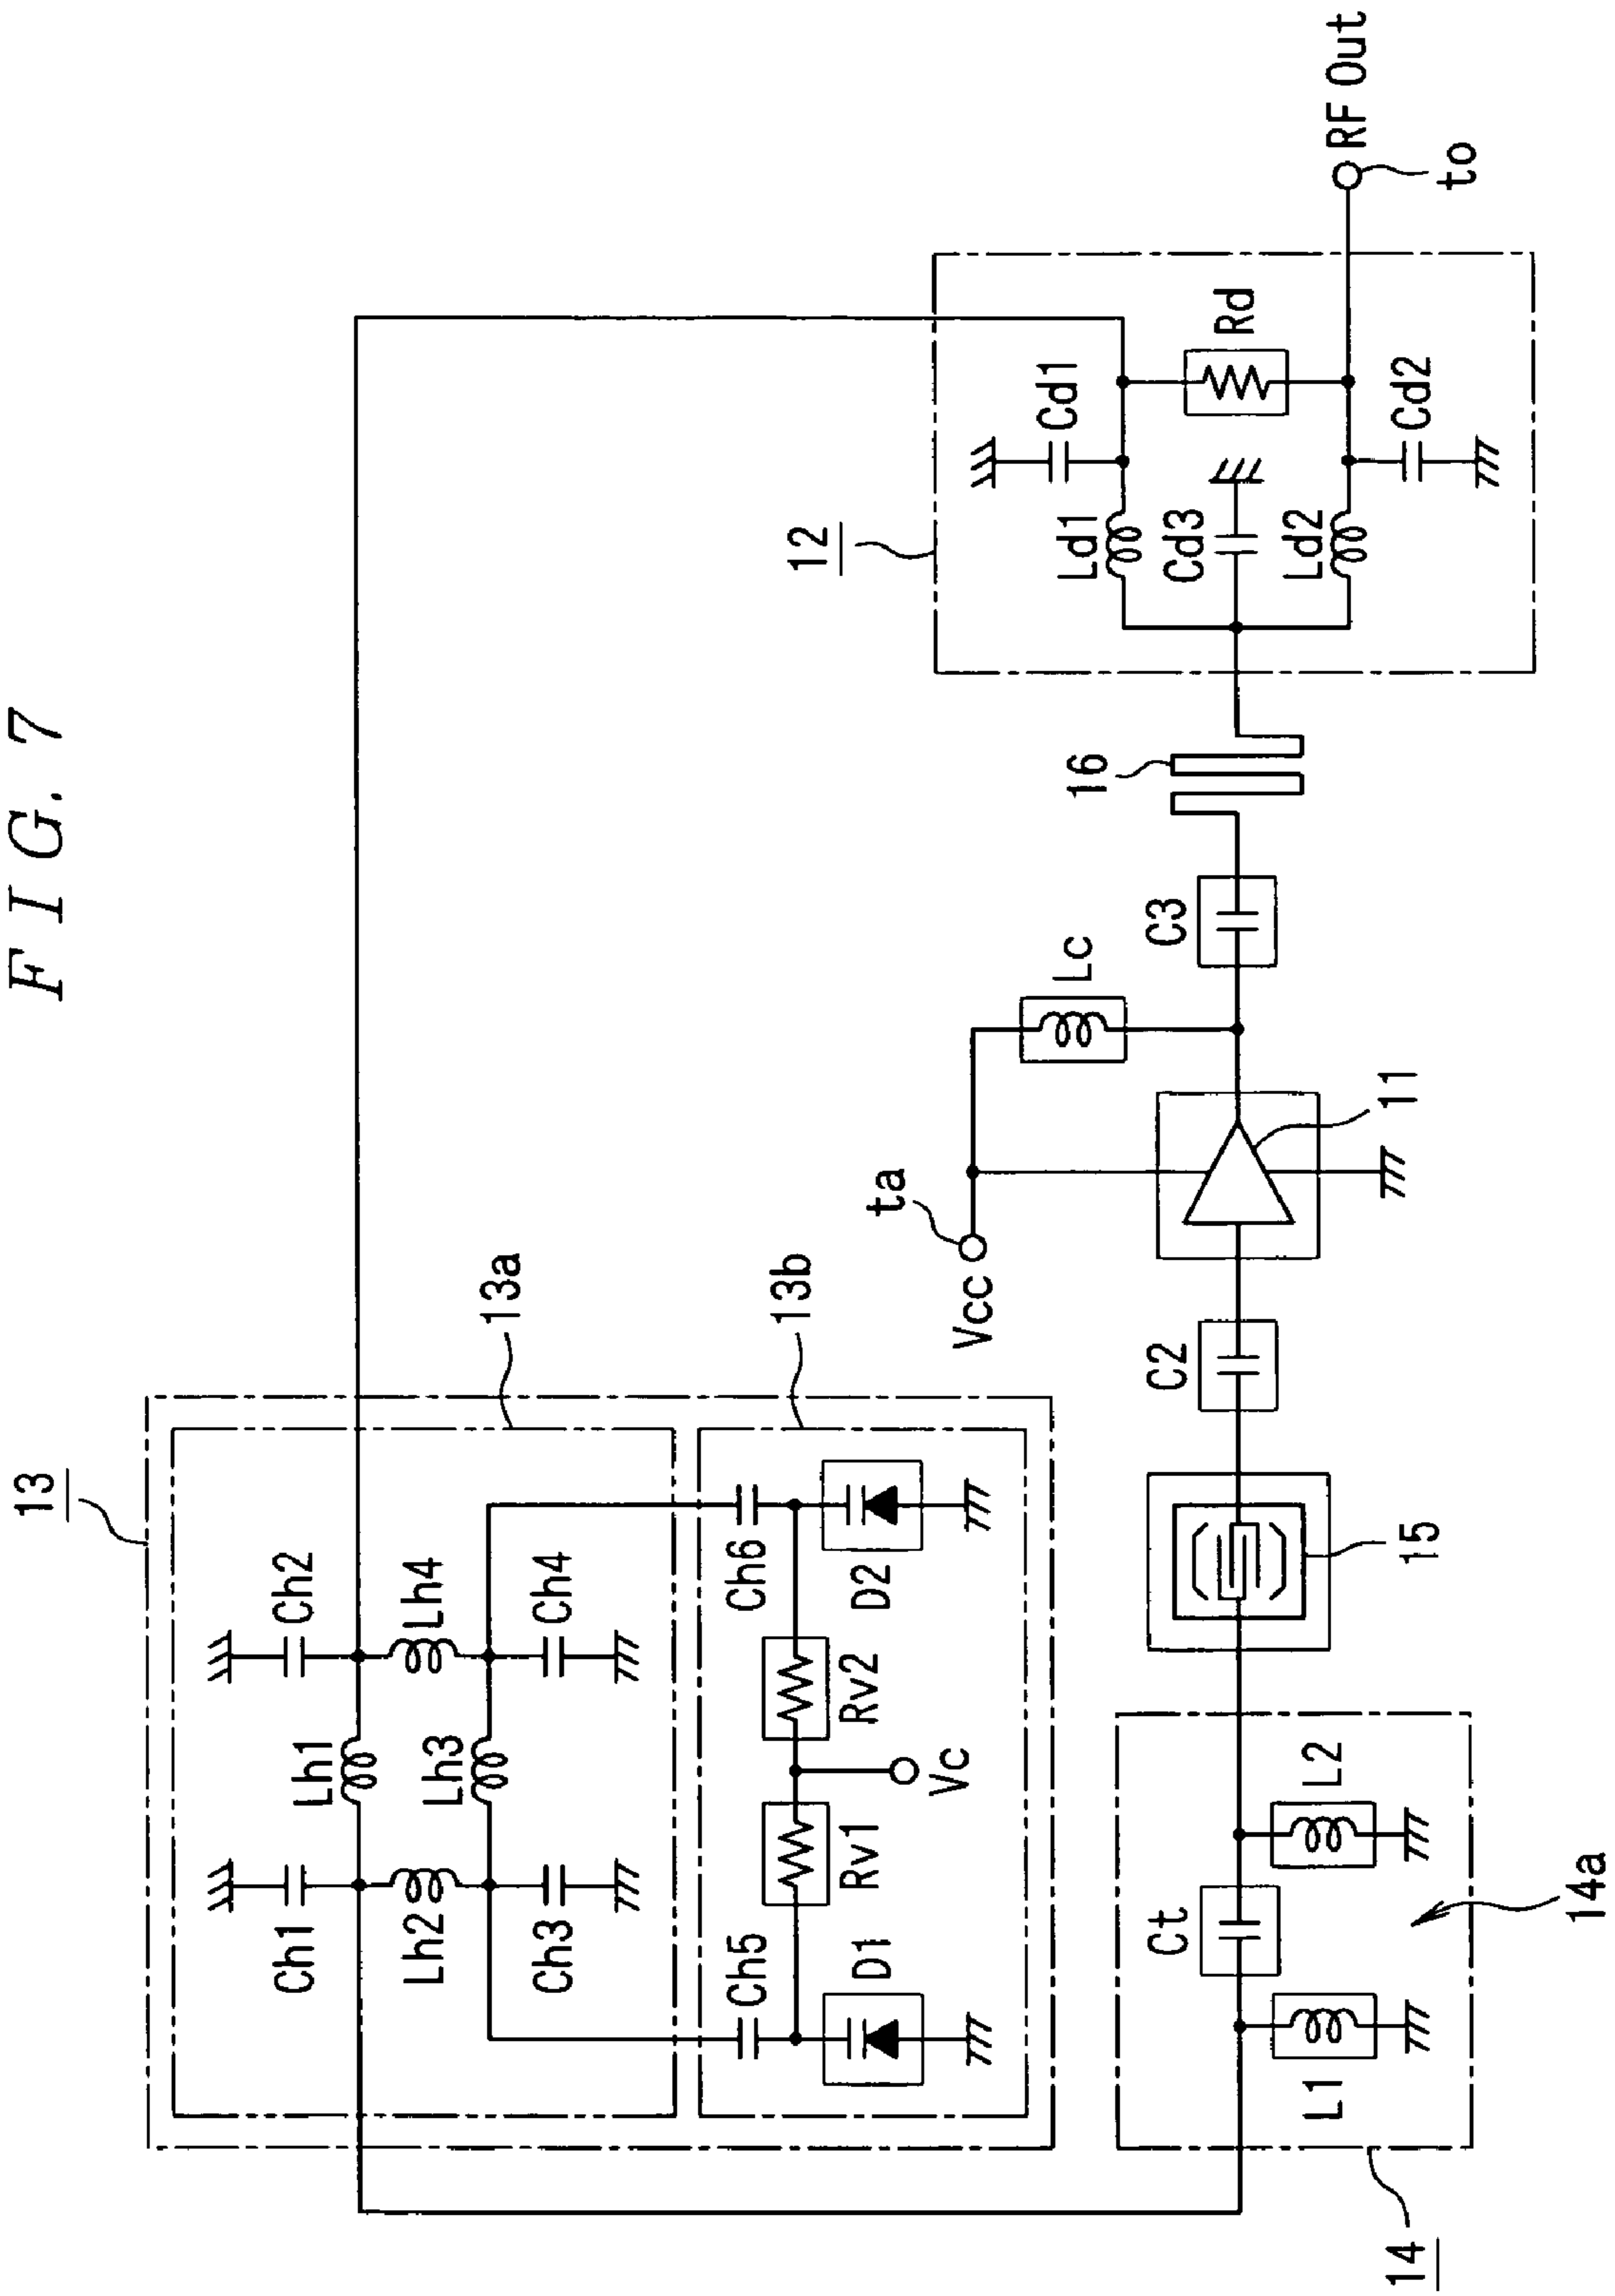 FIG. 7
13
Ch1
Ch2
Lh1
Lh2
Lh4
Lh3
Ch3
Ch4
13a
Ch5
Ch6
13b
D1
Rv1
Rv2
D2
Vc
Vcc
ta
Lc
Ct
C2
C3
16
15
11
L1
L2
14a
14
12
Cd1
Ld1
Cd3
Rd
Ld2
Cd2
RF Out
to